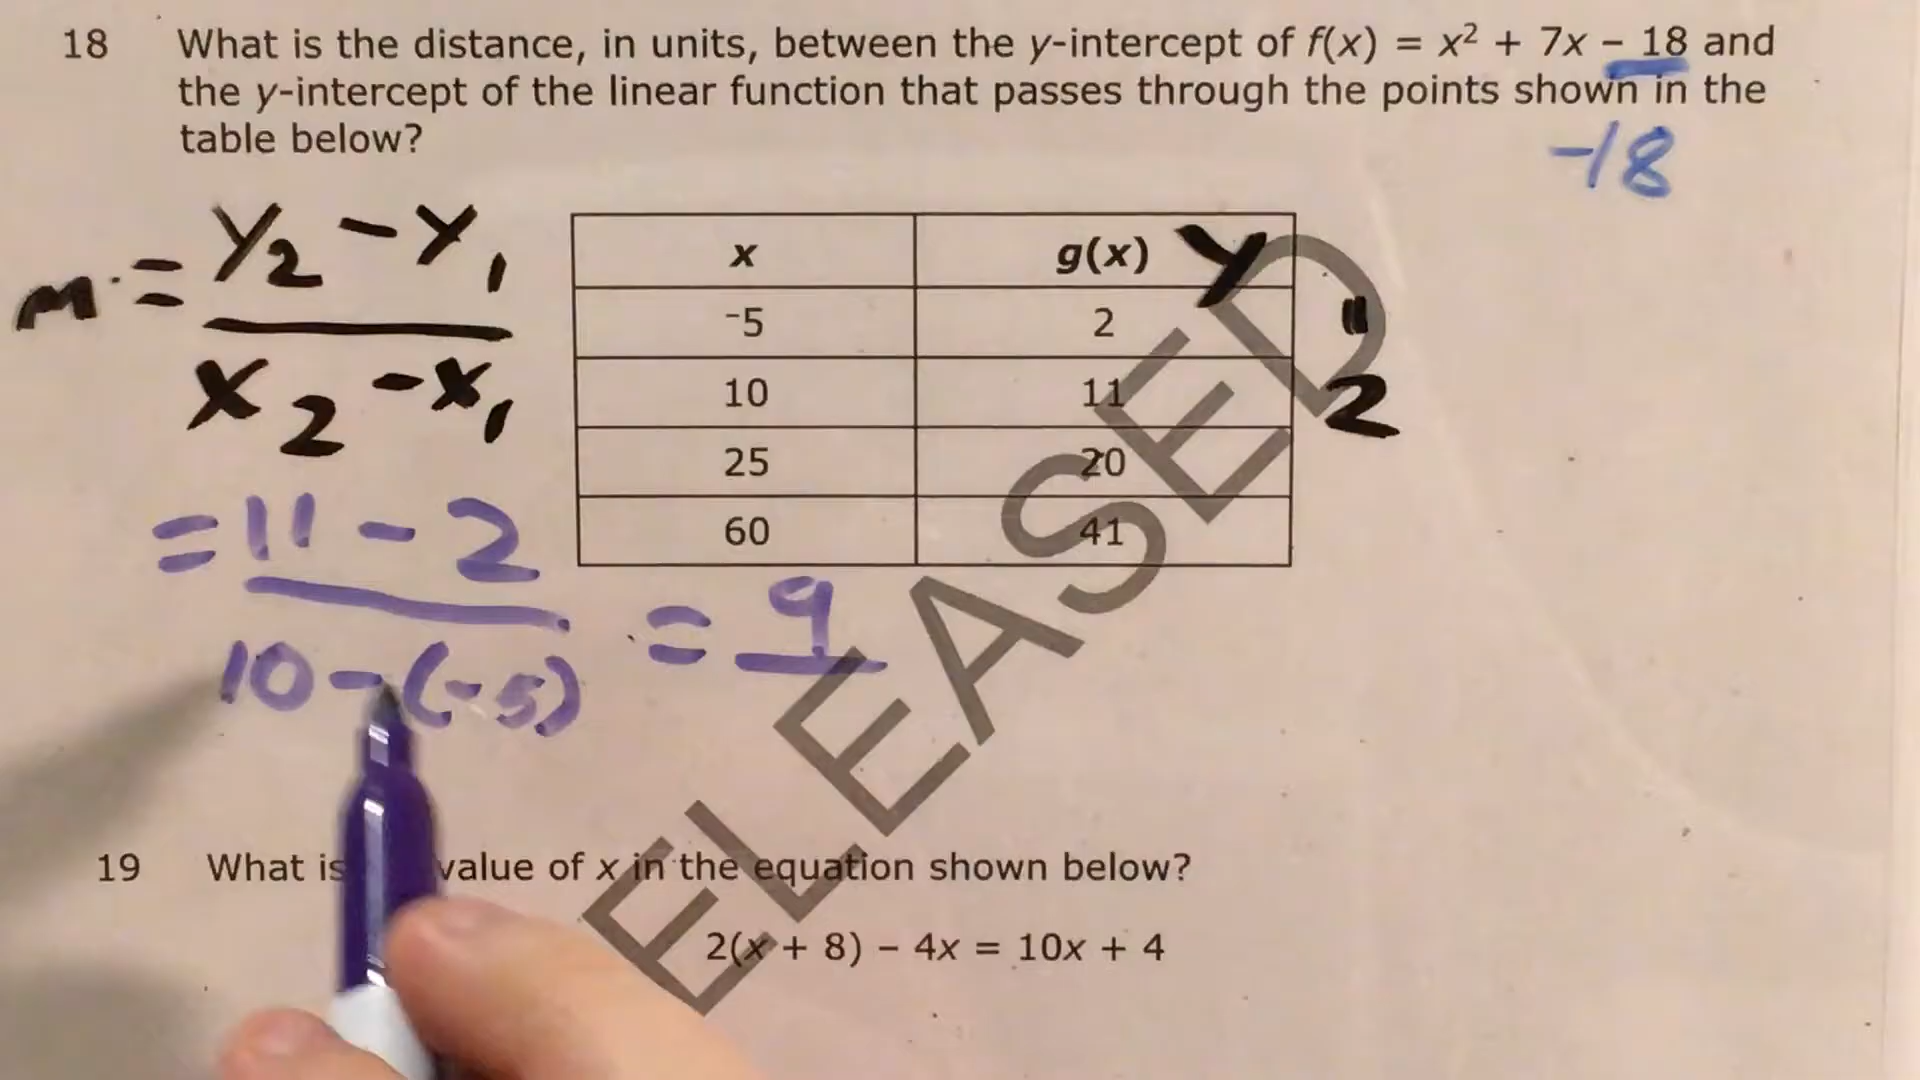 18 What is the distance, in units, between the y-intercept of f(x) = x² + 7x − 18 and
the y-intercept of the linear function that passes through the points shown in the
table below?
-18
m = y₂ - y₁
x₂ - x₁
x g(x) y
⁻5 2 1
10 11 2
25 20
60 41
= 11 - 2
10 - (-5)
= 9
ELEASED
19 What is value of x in the equation shown below?
2(x + 8) − 4x = 10x + 4